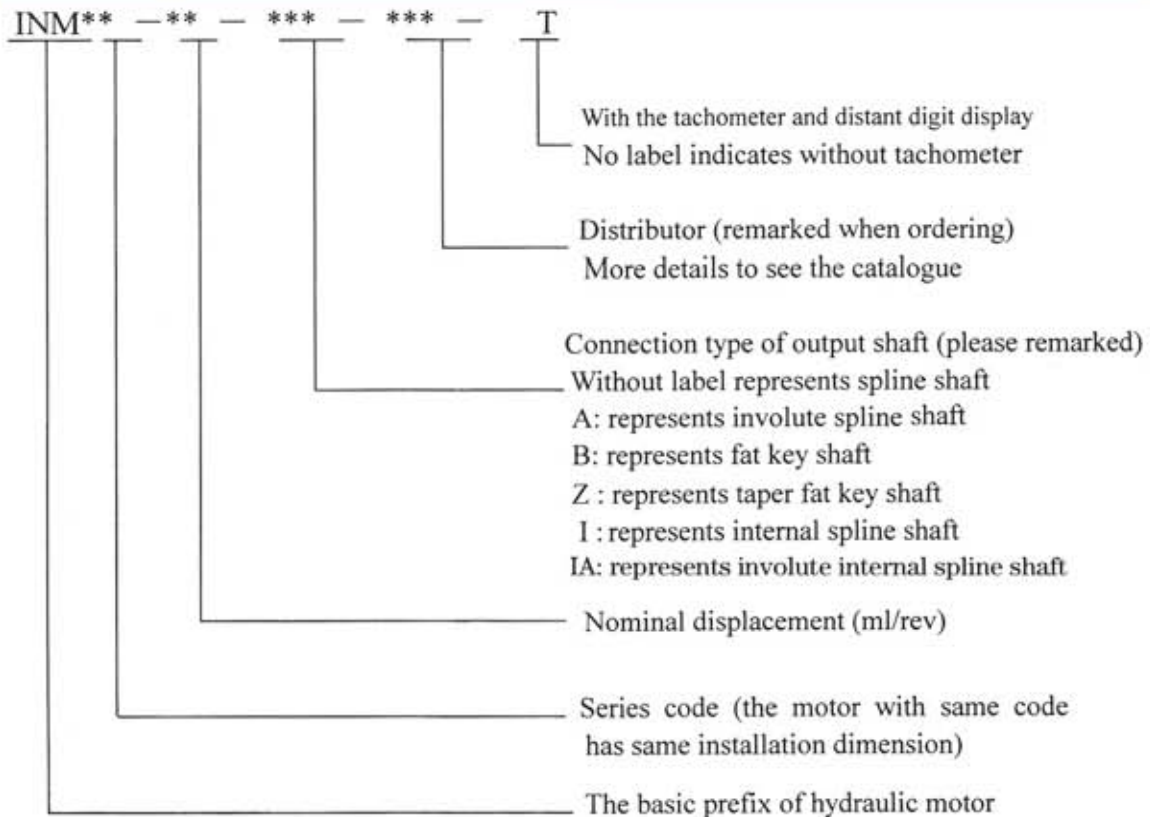 INM** -** - *** - *** - T
With the tachometer and distant digit display
No label indicates without tachometer
Distributor (remarked when ordering)
More details to see the catalogue
Connection type of output shaft (please remarked)
Without label represents spline shaft
A: represents involute spline shaft
B: represents fat key shaft
Z : represents taper fat key shaft
I : represents internal spline shaft
IA: represents involute internal spline shaft
Nominal displacement (ml/rev)
Series code (the motor with same code
has same installation dimension)
The basic prefix of hydraulic motor